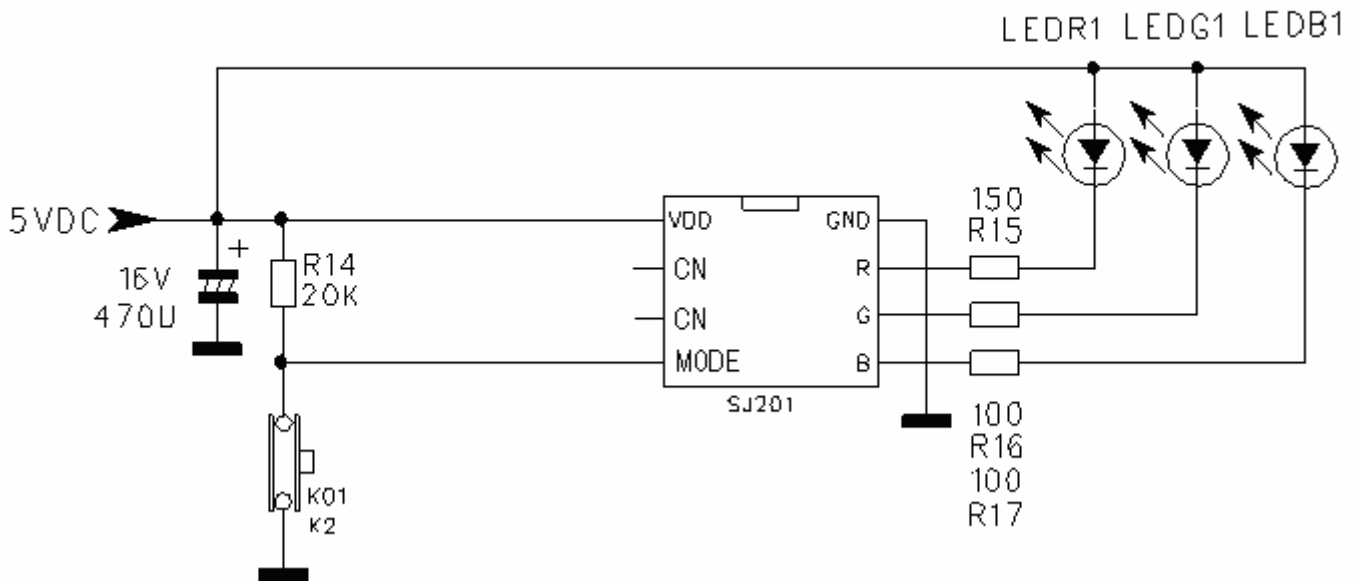 LEDR1 LEDG1 LEDB1
5VDC
+
16V
470U
R14
20K
VDD
GND
CN
R
CN
G
MODE
B
SJ201
150
R15
100
R16
100
R17
K01
K2